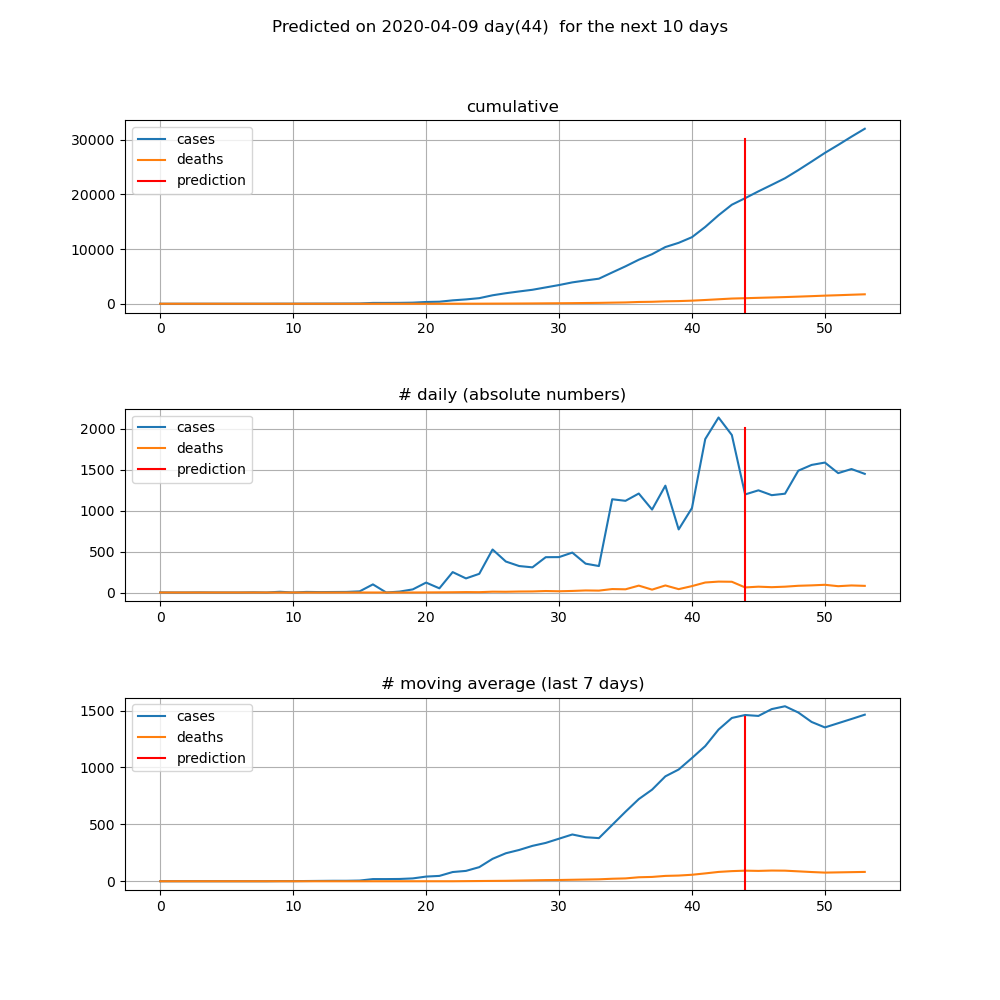 Predicted on 2020-04-09 day(44)  for the next 10 days
cumulative
cases
deaths
prediction
30000
20000
10000
0
0 10 20 30 40 50
# daily (absolute numbers)
cases
deaths
prediction
2000
1500
1000
500
0
0 10 20 30 40 50
# moving average (last 7 days)
cases
deaths
prediction
1500
1000
500
0
0 10 20 30 40 50